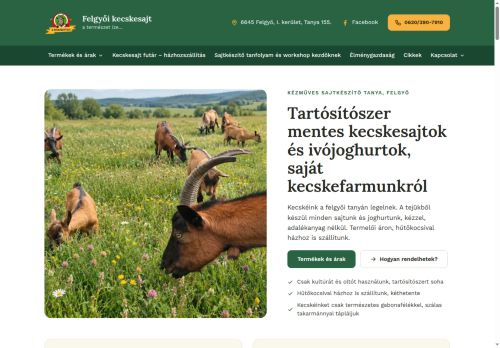 Felgyői kecskesajt
a természet íze...
6645 Felgyő, I. kerület, Tanya 155.
Facebook
0620/290-7910
Termékek és árak
Kecskesajt futár – házhozszállítás
Sajtkészítő tanfolyam és workshop kezdőknek
Élménygazdaság
Cikkek
Kapcsolat
KÉZMŰVES SAJTKÉSZÍTŐ TANYA, FELGYŐ
Tartósítószer
mentes kecskesajtok
és ivójoghurtok,
saját
kecskefarmunkról
Kecskéink a felgyői tanyán legelnek. A tejükből
készül minden sajtunk és joghurtunk, kézzel,
adalékanyag nélkül. Termelői áron, hűtőkocsival
házhoz is szállítunk.
Termékek és árak
→ Hogyan rendelhetek?
Csak kultúrát és oltót használunk, tartósítószert soha
Hűtőkocsival házhoz is szállítunk, kéthetente
Kecskéinket csak természetes gabonafélékkel, szálas
takarmánnyal tápláljuk